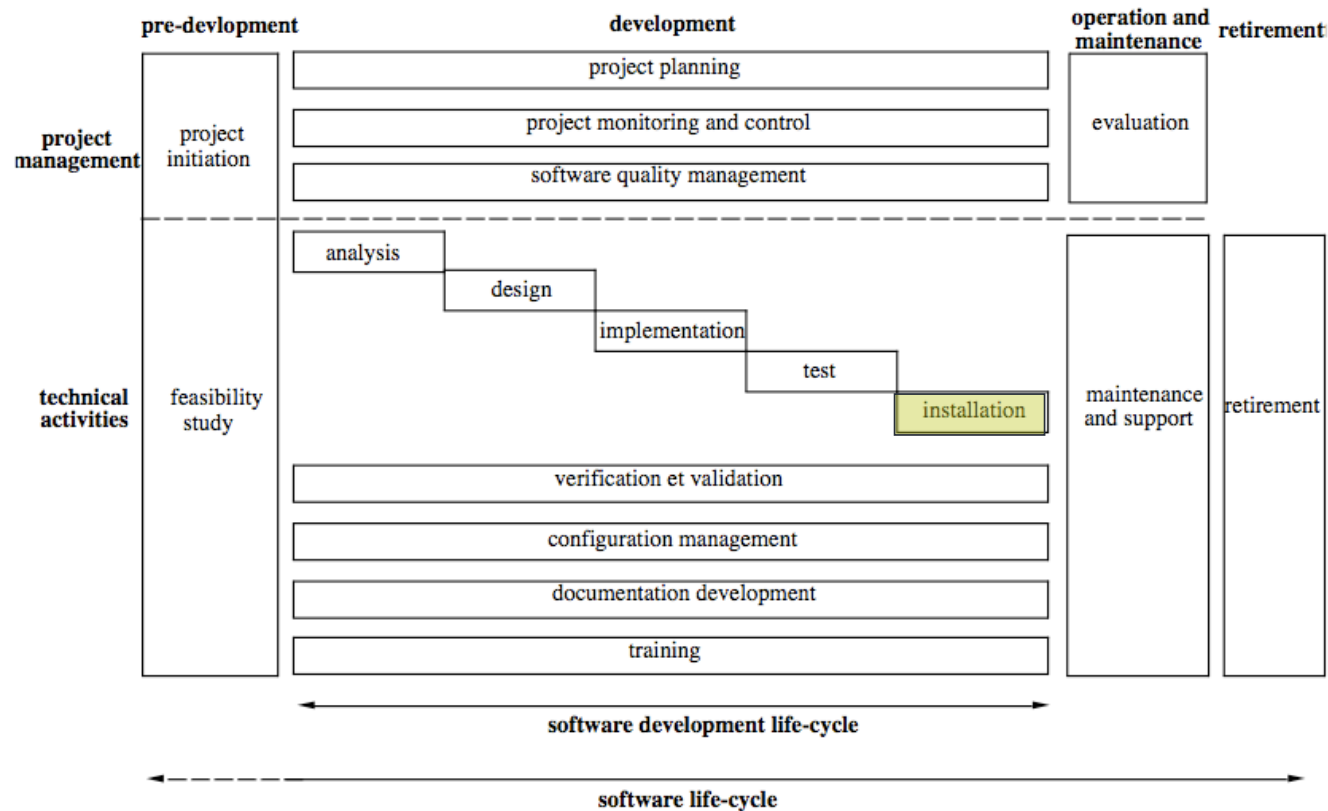 pre-devlopment
development
operation and
maintenance
retirement
project planning
project monitoring and control
software quality management
project
management
project
initiation
evaluation
analysis
design
implementation
test
installation
technical
activities
feasibility
study
maintenance
and support
retirement
verification et validation
configuration management
documentation development
training
software development life-cycle
software life-cycle